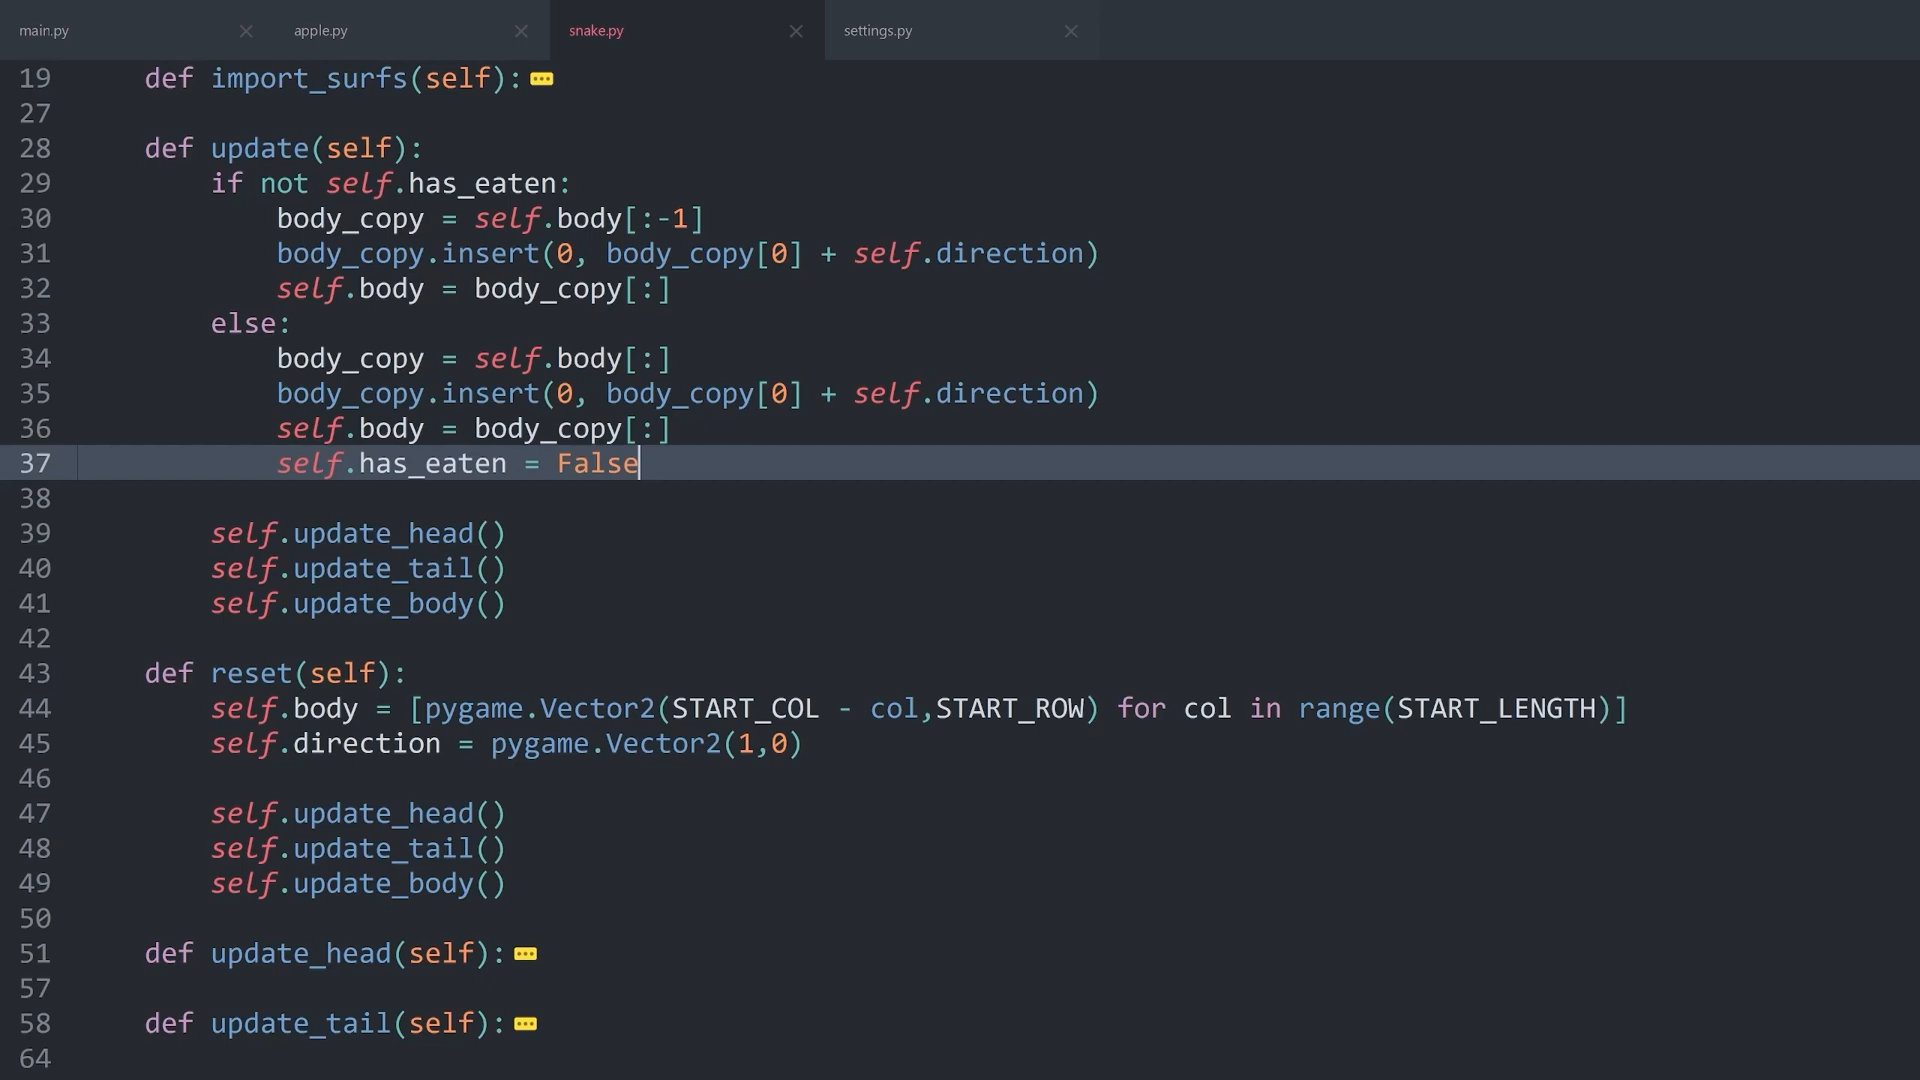 main.py
apple.py
snake.py
settings.py
19 def import_surfs(self):
27
28 def update(self):
29 if not self.has_eaten:
30 body_copy = self.body[:-1]
31 body_copy.insert(0, body_copy[0] + self.direction)
32 self.body = body_copy[:]
33 else:
34 body_copy = self.body[:]
35 body_copy.insert(0, body_copy[0] + self.direction)
36 self.body = body_copy[:]
37 self.has_eaten = False
38
39 self.update_head()
40 self.update_tail()
41 self.update_body()
42
43 def reset(self):
44 self.body = [pygame.Vector2(START_COL - col,START_ROW) for col in range(START_LENGTH)]
45 self.direction = pygame.Vector2(1,0)
46
47 self.update_head()
48 self.update_tail()
49 self.update_body()
50
51 def update_head(self):
57
58 def update_tail(self):
64